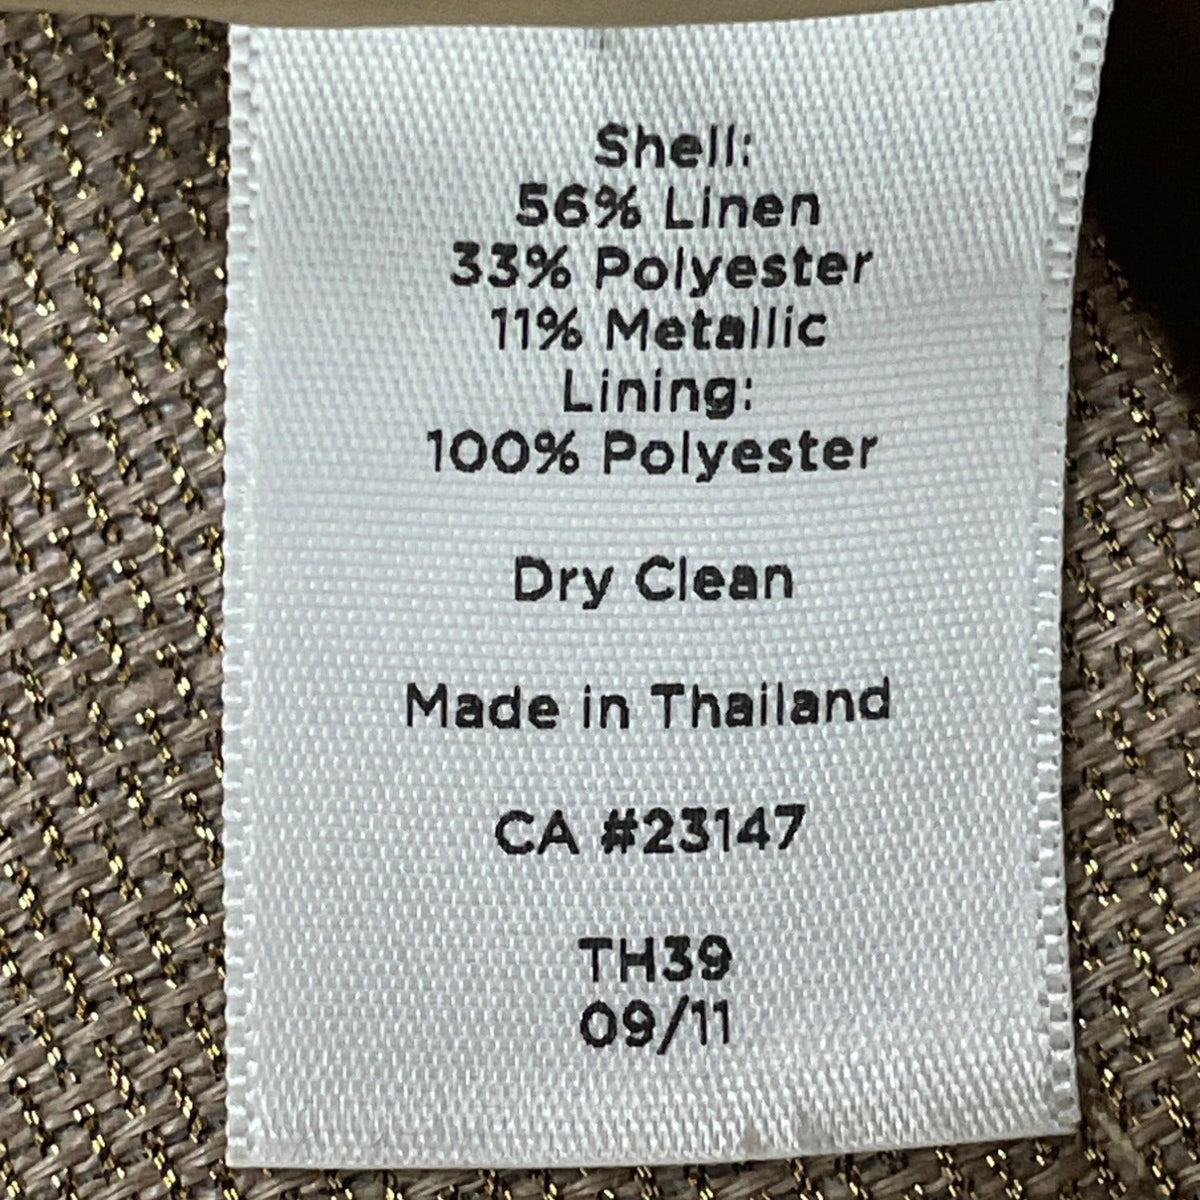 Shell:
56% Linen
33% Polyester
11% Metallic
Lining:
100% Polyester
Dry Clean
Made in Thailand
CA #23147
TH39
09/11